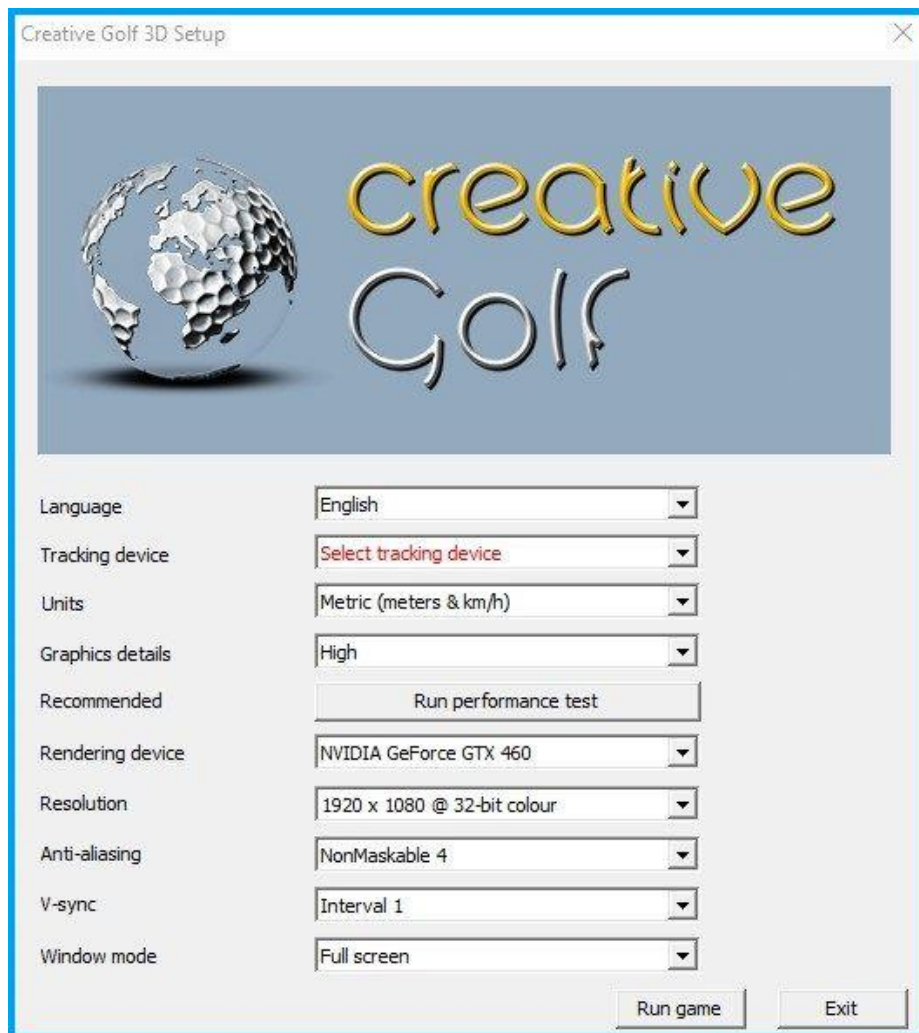 Creative Golf 3D Setup
creative
Golf
Language English
Tracking device Select tracking device
Units Metric (meters & km/h)
Graphics details High
Recommended Run performance test
Rendering device NVIDIA GeForce GTX 460
Resolution 1920 x 1080 @ 32-bit colour
Anti-aliasing NonMaskable 4
V-sync Interval 1
Window mode Full screen
Run game Exit